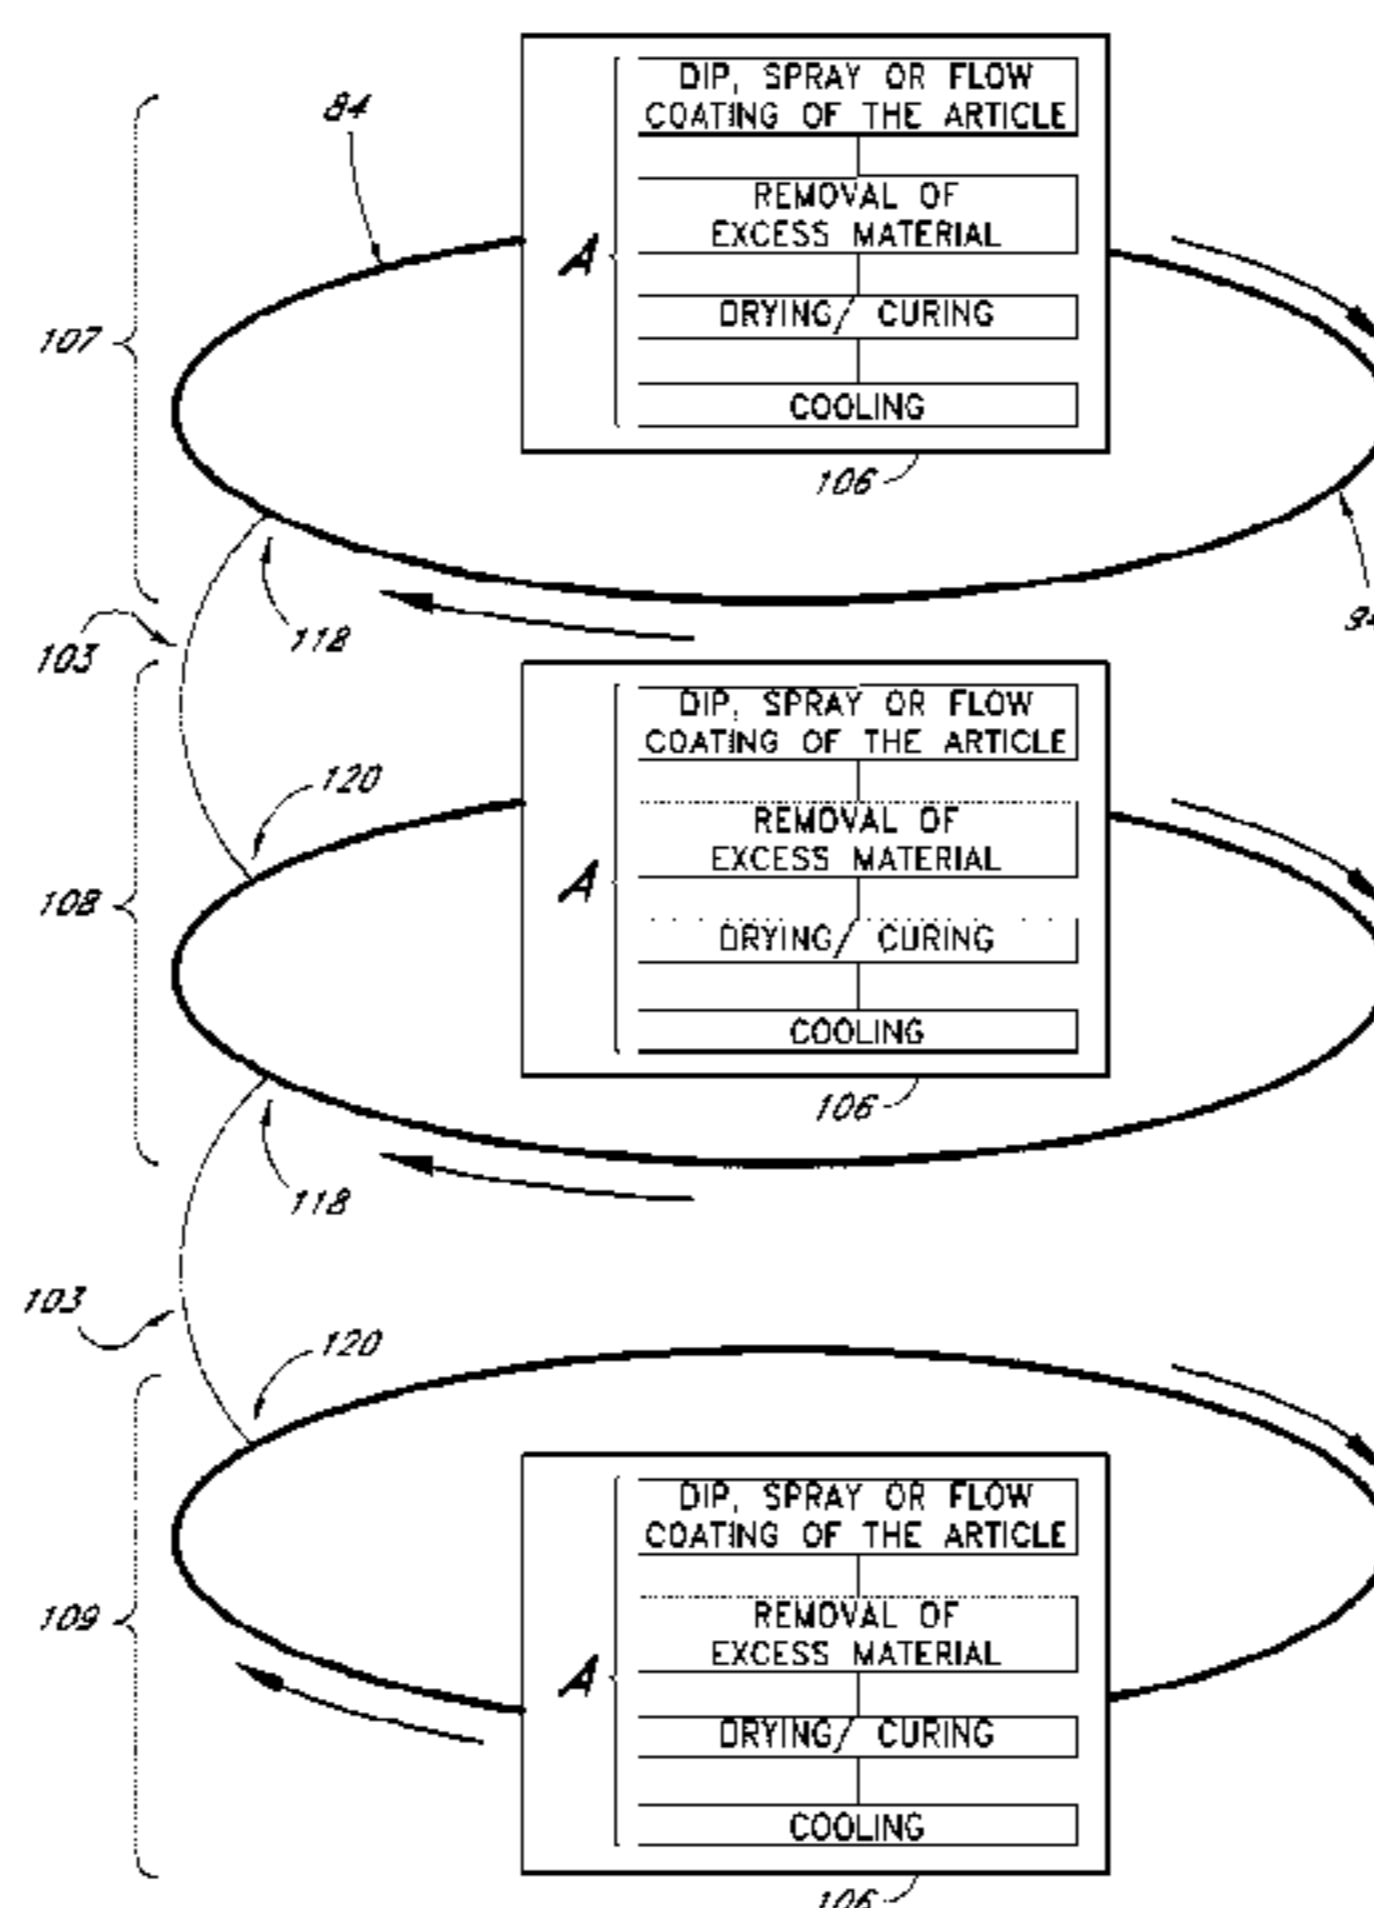 84
DIP, SPRAY OR FLOW
COATING OF THE ARTICLE
REMOVAL OF
EXCESS MATERIAL
A
107
DRYING/ CURING
COOLING
106
118
103
DIP, SPRAY OR FLOW
COATING OF THE ARTICLE
120
REMOVAL OF
EXCESS MATERIAL
A
108
DRYING/ CURING
COOLING
106
118
103
120
DIP, SPRAY OR FLOW
COATING OF THE ARTICLE
109
REMOVAL OF
EXCESS MATERIAL
A
DRYING/ CURING
COOLING
106